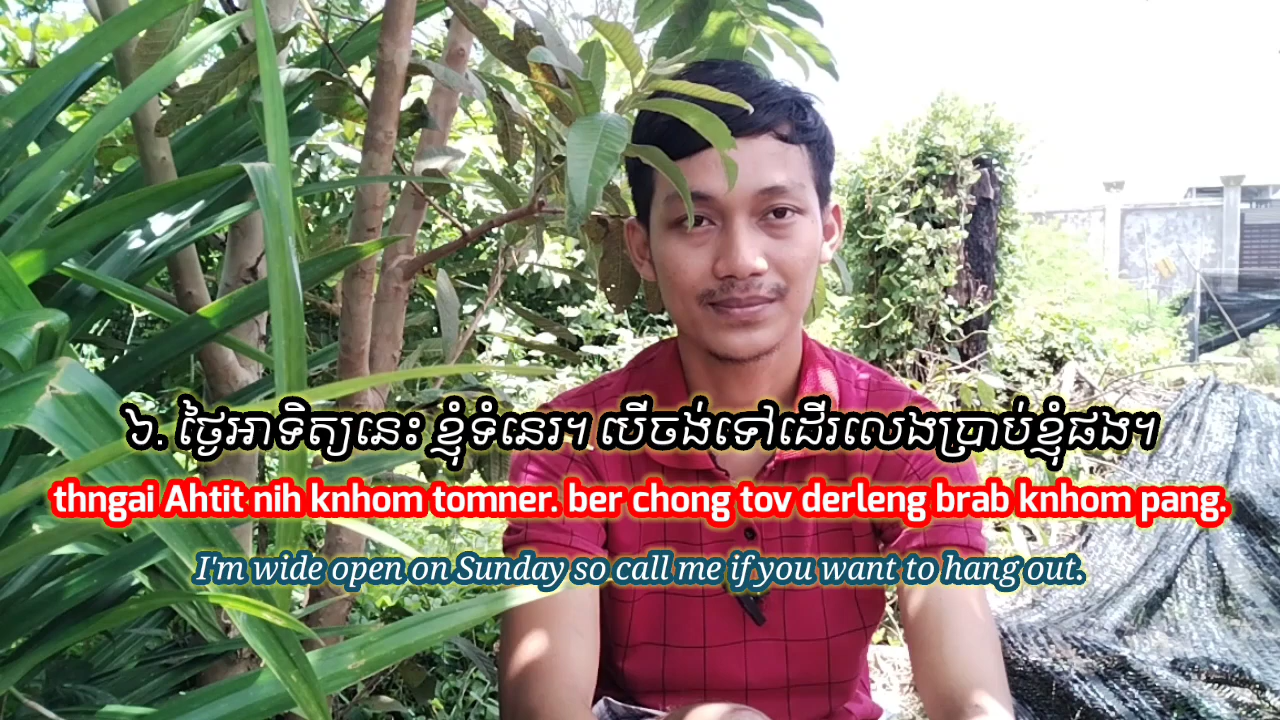 ៦. ថ្ងៃអាទិត្យនេះ ខ្ញុំទំនេរ។ បើចង់ទៅដើរលេងប្រាប់ខ្ញុំផង។
thngai Ahtit nih knhom tomner. ber chong tov derleng brab knhom pang.
I'm wide open on Sunday so call me if you want to hang out.